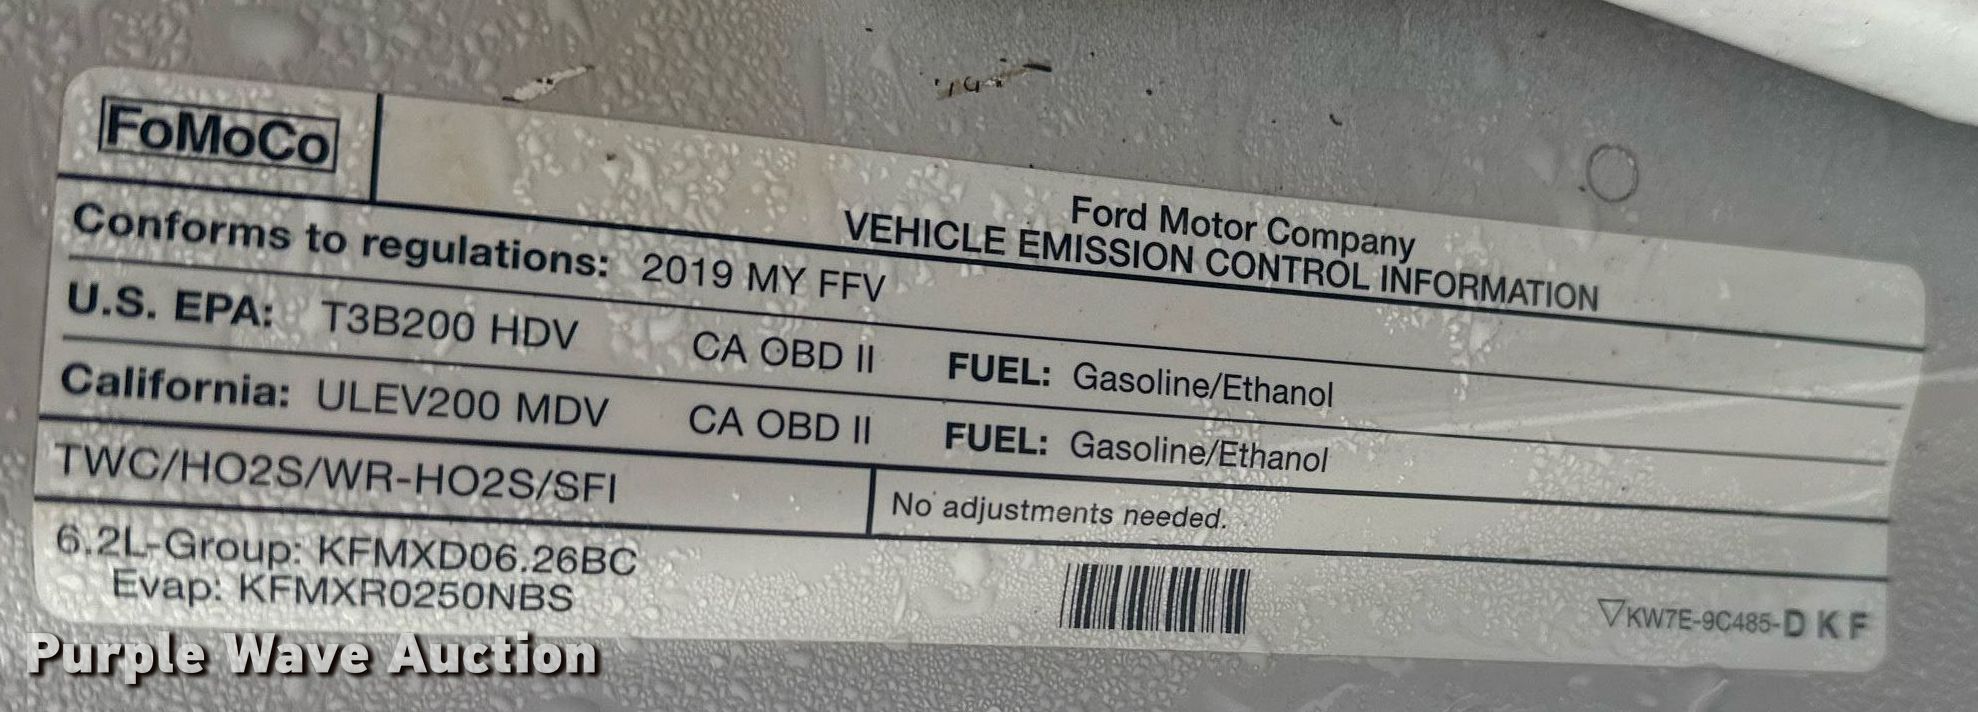 FoMoCo
Ford Motor Company
VEHICLE EMISSION CONTROL INFORMATION
Conforms to regulations: 2019 MY FFV
U.S. EPA: T3B200 HDV CA OBD II FUEL: Gasoline/Ethanol
California: ULEV200 MDV CA OBD II FUEL: Gasoline/Ethanol
TWC/HO2S/WR-HO2S/SFI No adjustments needed.
6.2L-Group: KFMXD06.26BC
Evap: KFMXR0250NBS
▽KW7E-9C485-D K F
Purple Wave Auction